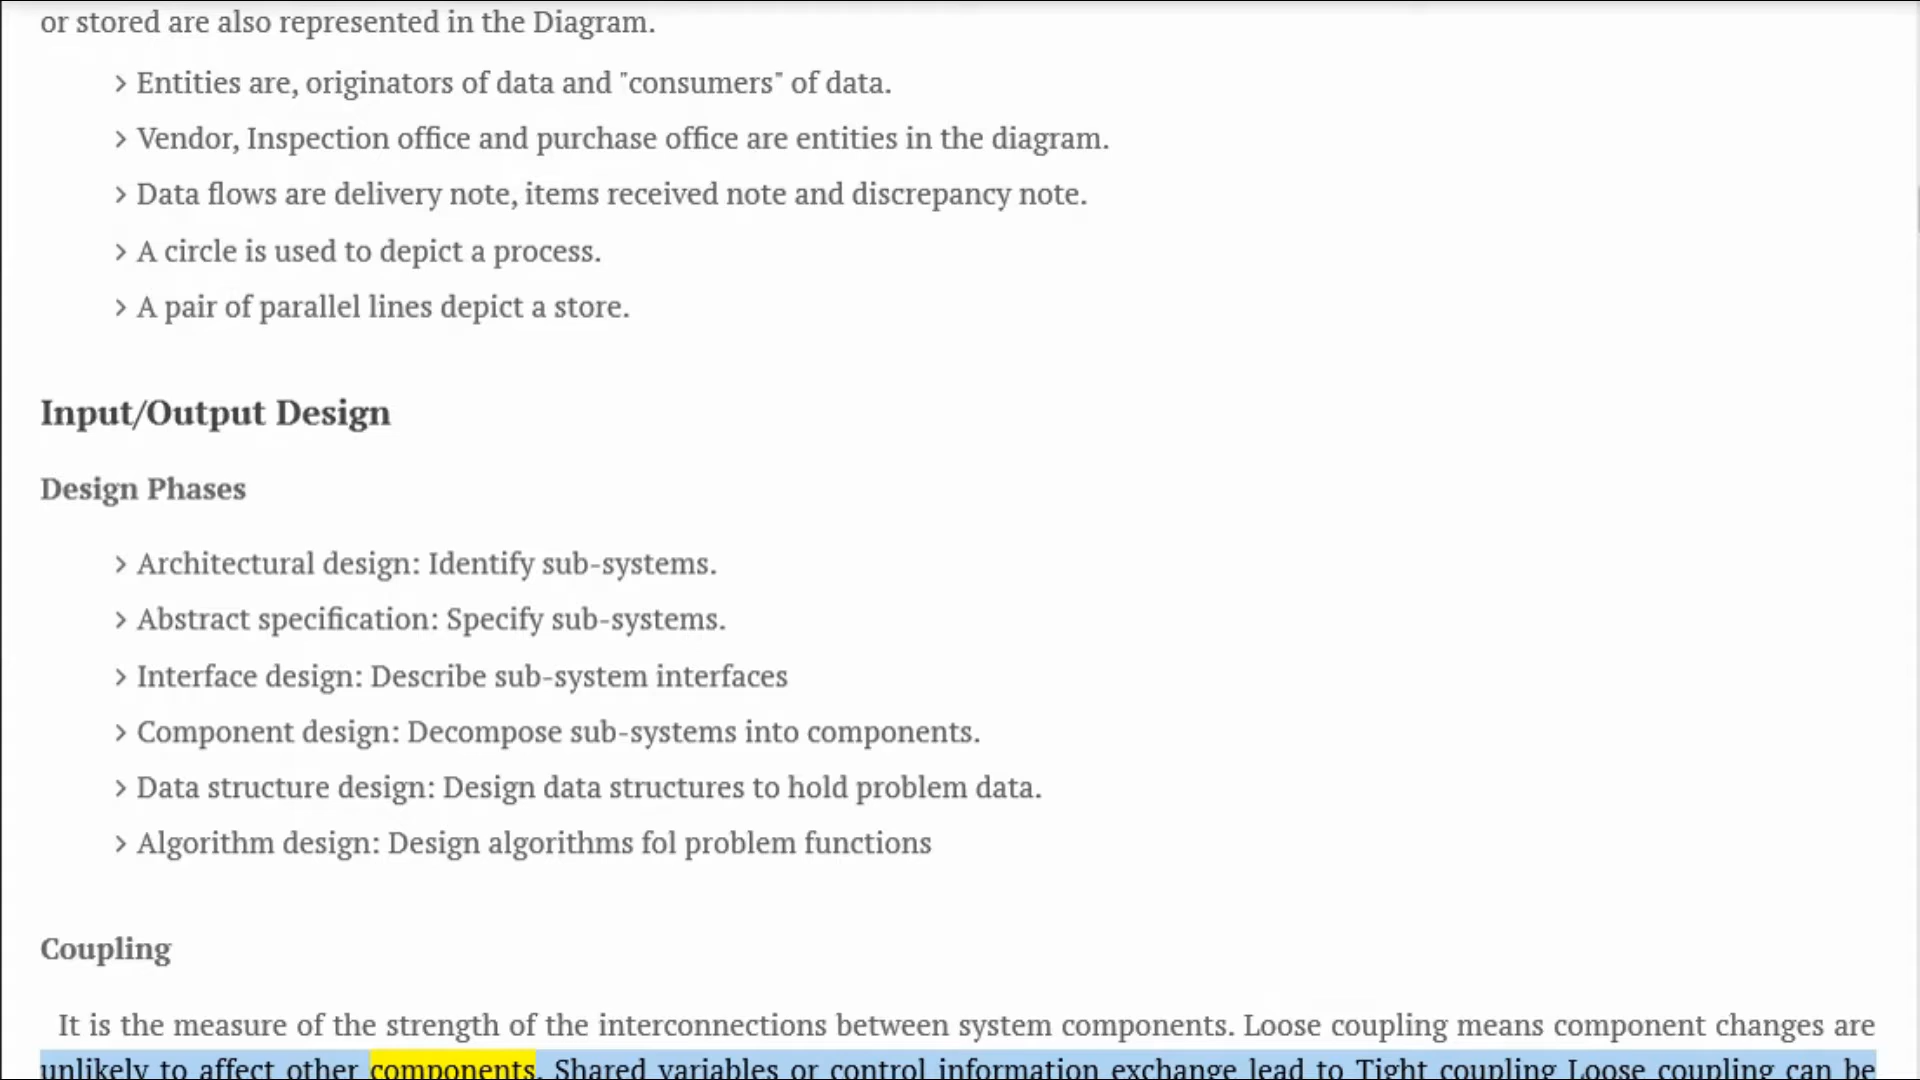 or stored are also represented in the Diagram.
> Entities are, originators of data and "consumers" of data.
> Vendor, Inspection office and purchase office are entities in the diagram.
> Data flows are delivery note, items received note and discrepancy note.
> A circle is used to depict a process.
> A pair of parallel lines depict a store.
Input/Output Design
Design Phases
> Architectural design: Identify sub-systems.
> Abstract specification: Specify sub-systems.
> Interface design: Describe sub-system interfaces
> Component design: Decompose sub-systems into components.
> Data structure design: Design data structures to hold problem data.
> Algorithm design: Design algorithms fol problem functions
Coupling
It is the measure of the strength of the interconnections between system components. Loose coupling means component changes are
unlikely to affect other components. Shared variables or control information exchange lead to Tight coupling Loose coupling can be